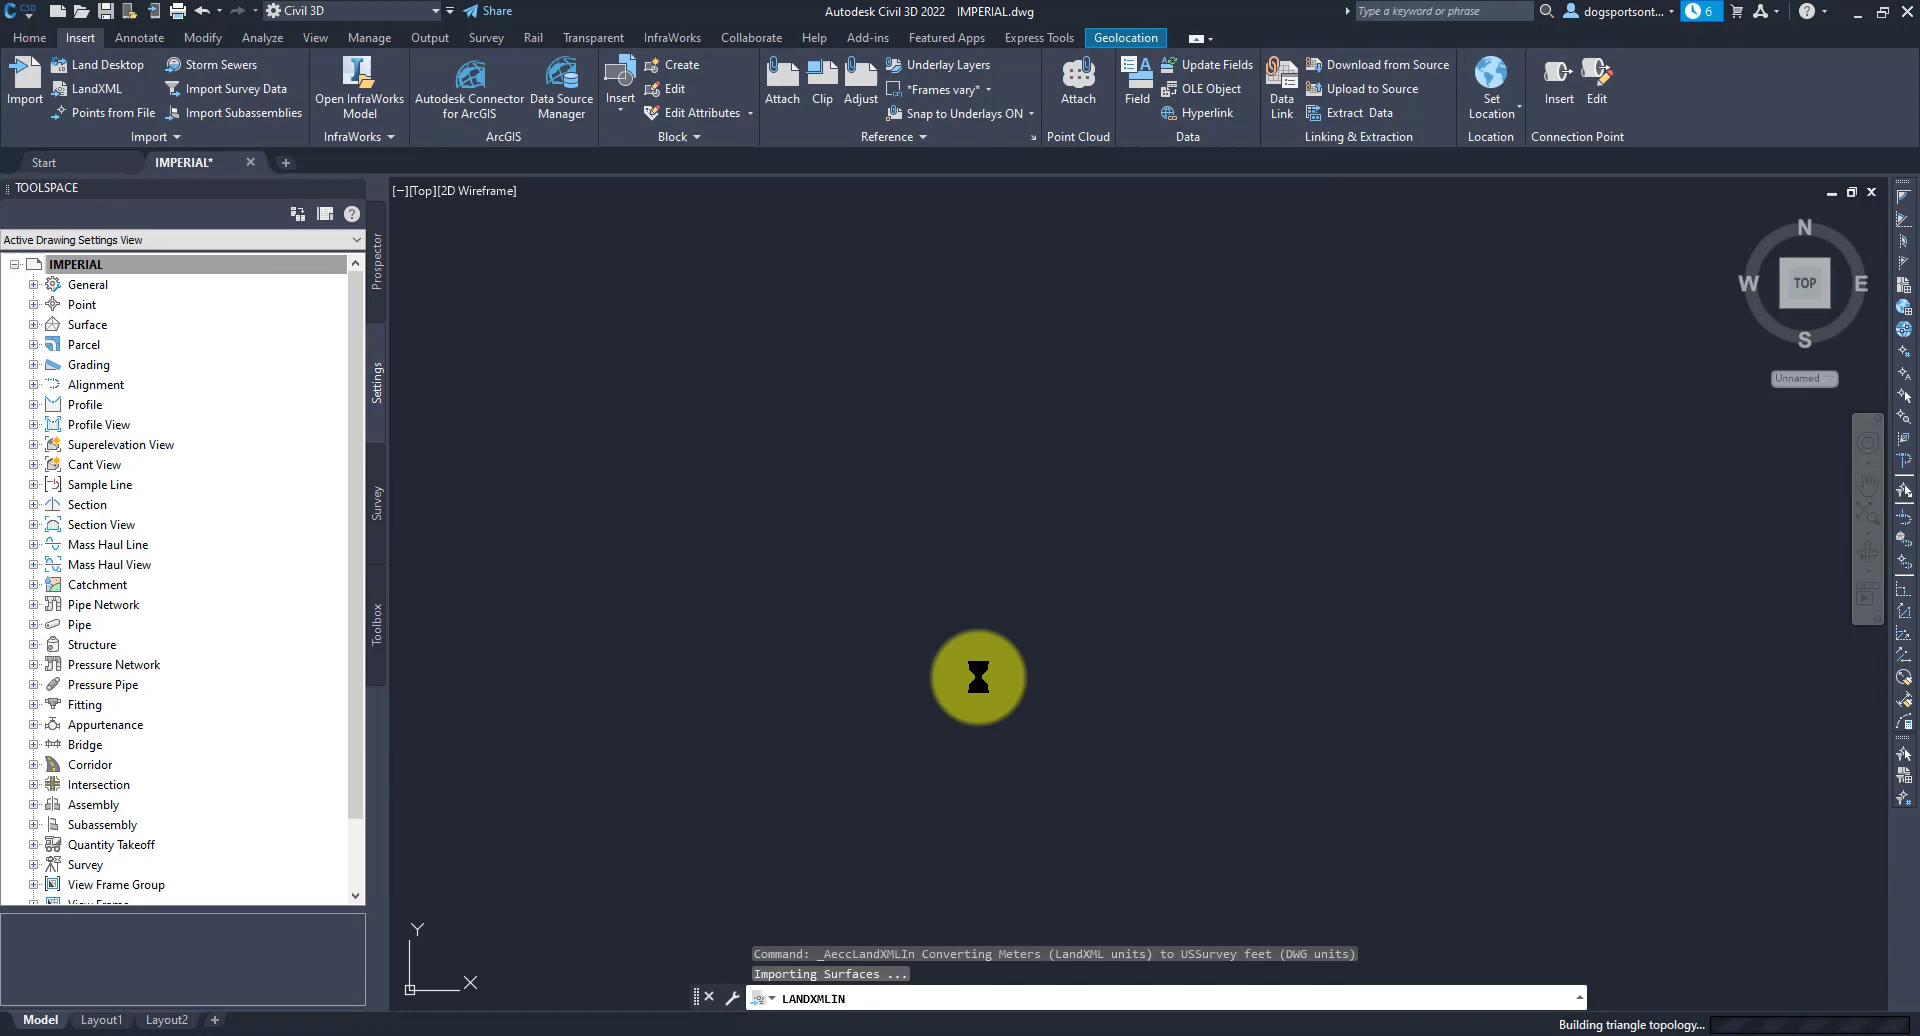 C3D
Civil 3D
Share
Autodesk Civil 3D 2022 IMPERIAL.dwg
Type a keyword or phrase
dogsportsont...
6
Home Insert Annotate Modify Analyze View Manage Output Survey Rail Transparent InfraWorks Collaborate Help Add-ins Featured Apps Express Tools Geolocation
Import
Land Desktop
LandXML
Points from File
Storm Sewers
Import Survey Data
Import Subassemblies
Import
Open InfraWorks
Model
InfraWorks
Autodesk Connector
for ArcGIS
Data Source
Manager
ArcGIS
Insert
Create
Edit
Edit Attributes
Block
Attach
Clip
Adjust
Underlay Layers
*Frames vary*
Snap to Underlays ON
Reference
Attach
Point Cloud
Field
Update Fields
OLE Object
Hyperlink
Data
Data
Link
Download from Source
Upload to Source
Extract Data
Linking & Extraction
Set
Location
Location
Insert
Edit
Connection Point
Start
IMPERIAL*
TOOLSPACE
Active Drawing Settings View
IMPERIAL
General
Point
Surface
Parcel
Grading
Alignment
Profile
Profile View
Superelevation View
Cant View
Sample Line
Section
Section View
Mass Haul Line
Mass Haul View
Catchment
Pipe Network
Pipe
Structure
Pressure Network
Pressure Pipe
Fitting
Appurtenance
Bridge
Corridor
Intersection
Assembly
Subassembly
Quantity Takeoff
Survey
View Frame Group
View Frame
Prospector
Settings
Survey
Toolbox
[−][Top][2D Wireframe]
N
W
TOP
E
S
Unnamed
Y
X
Command: _AeccLandXMLIn Converting Meters (LandXML units) to USSurvey feet (DWG units)
Importing Surfaces ...
LANDXMLIN
Model Layout1 Layout2
Building triangle topology...